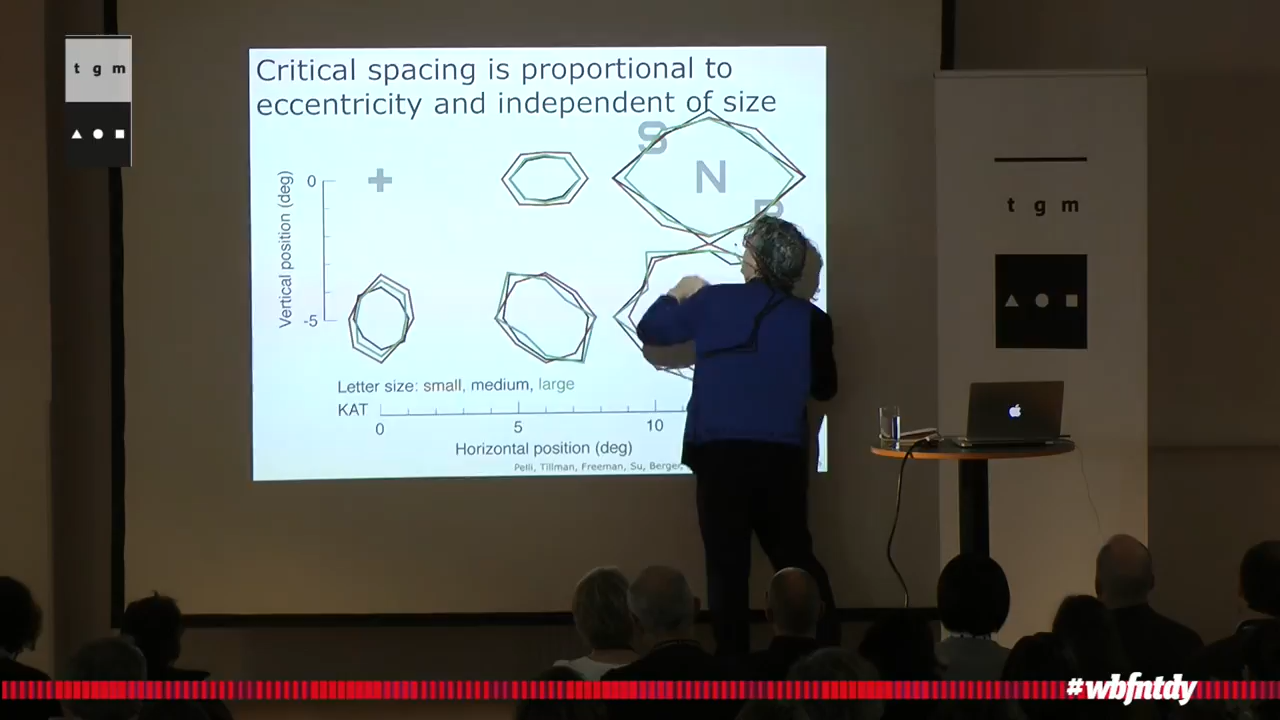 t g m
Critical spacing is proportional to
eccentricity and independent of size
S
N
Vertical position (deg)
0
-5
Letter size: small, medium, large
KAT
0
5
10
Horizontal position (deg)
Pelli, Tillman, Freeman, Su, Berger,
t g m
#wbfntdy